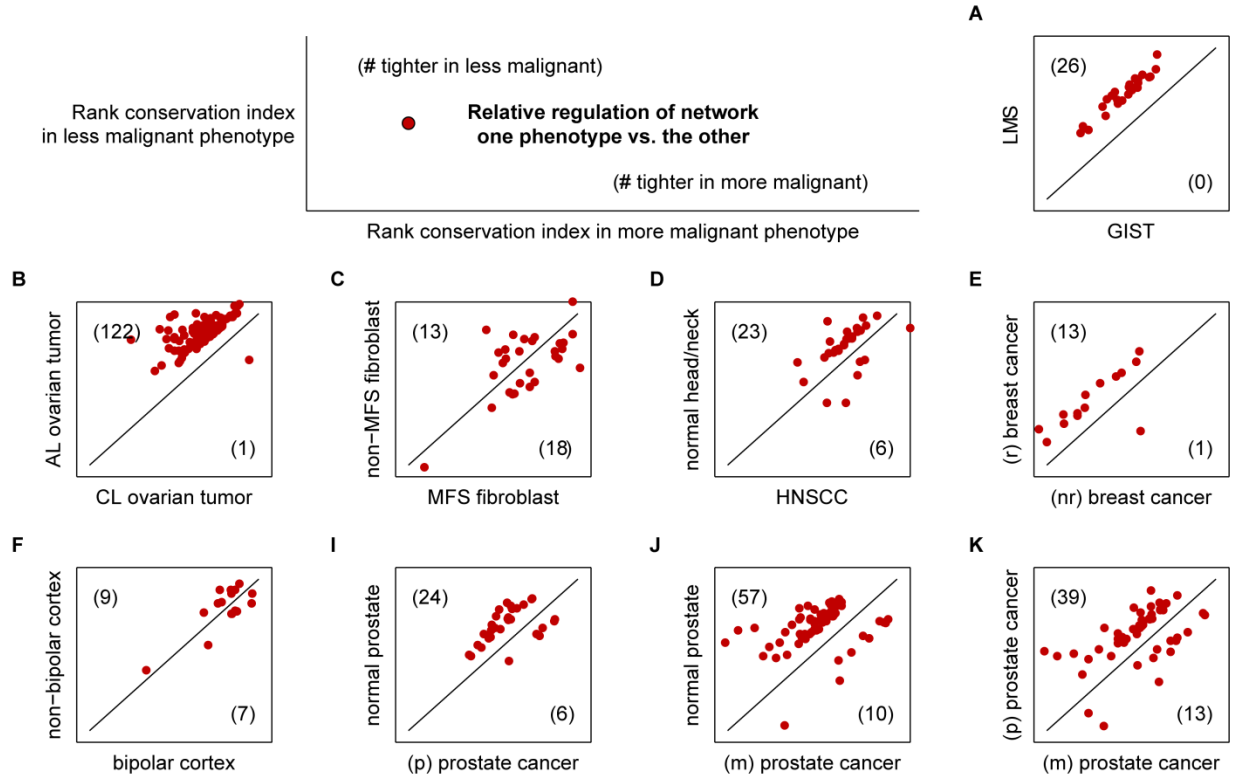 A
(# tighter in less malignant)
Rank conservation index
in less malignant phenotype
Relative regulation of network
one phenotype vs. the other
(# tighter in more malignant)
Rank conservation index in more malignant phenotype
(26)
LMS
(0)
GIST
B
(122)
AL ovarian tumor
(1)
CL ovarian tumor
C
(13)
non−MFS fibroblast
(18)
MFS fibroblast
D
(23)
normal head/neck
(6)
HNSCC
E
(13)
(r) breast cancer
(1)
(nr) breast cancer
F
(9)
non−bipolar cortex
(7)
bipolar cortex
I
(24)
normal prostate
(6)
(p) prostate cancer
J
(57)
normal prostate
(10)
(m) prostate cancer
K
(39)
(p) prostate cancer
(13)
(m) prostate cancer